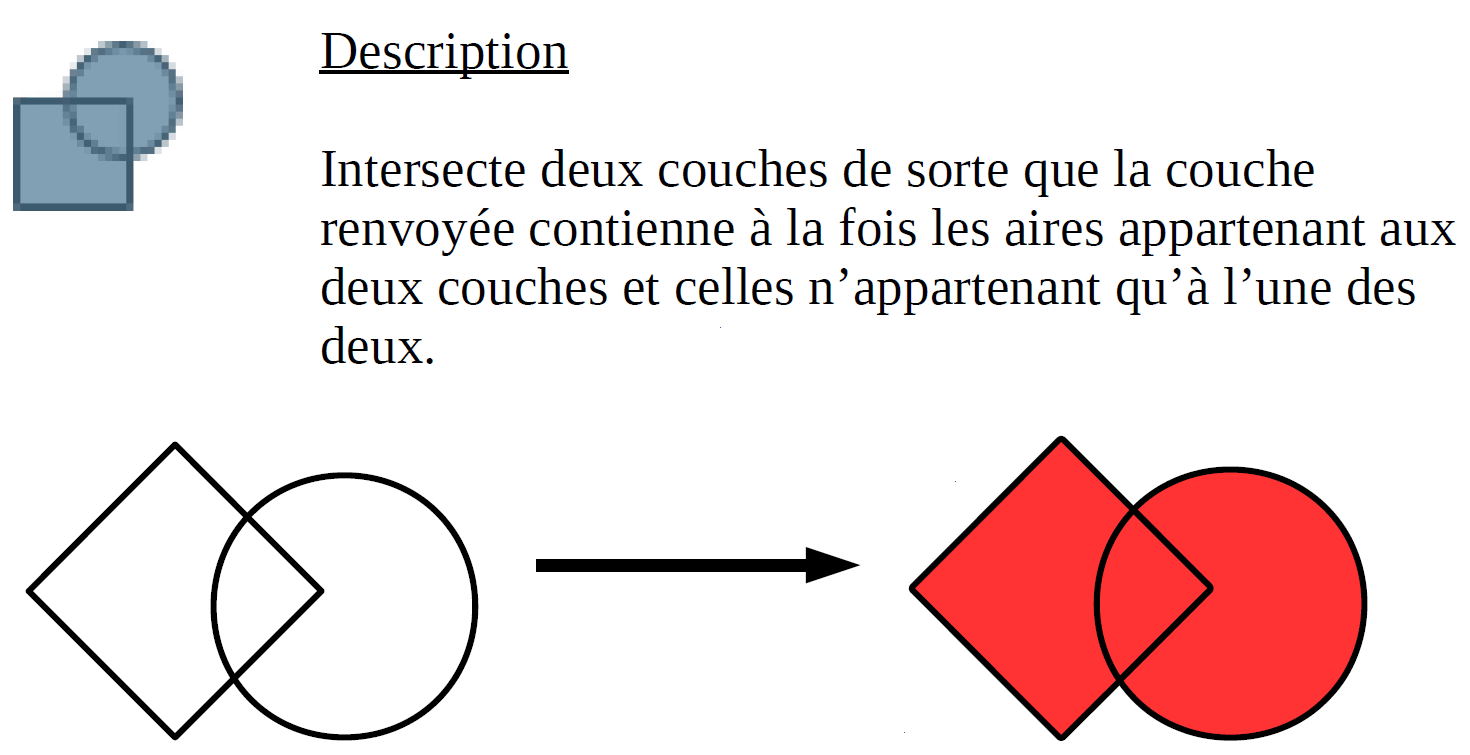 Description
Intersecte deux couches de sorte que la couche
renvoyée contienne à la fois les aires appartenant aux
deux couches et celles n’appartenant qu’à l’une des
deux.